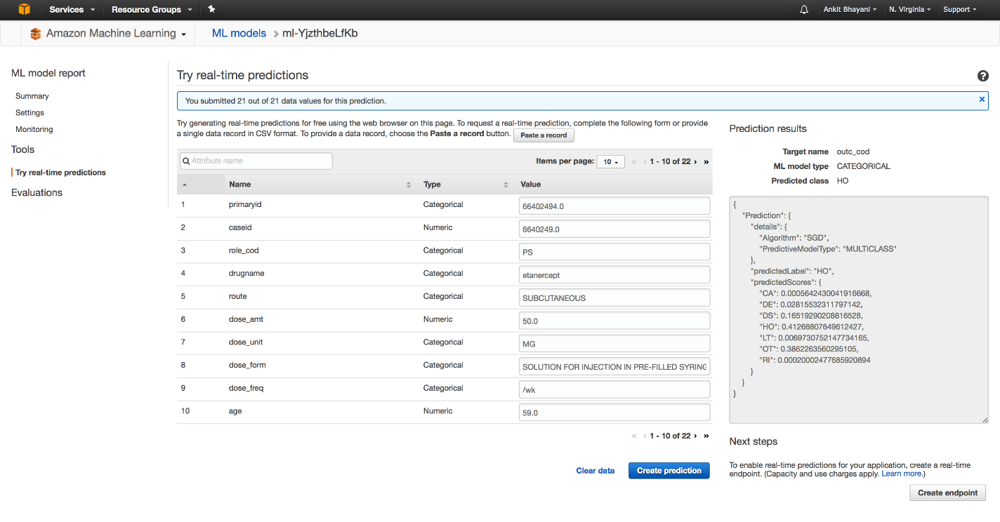 Services Resource Groups Ankit Bhayani N. Virginia Support
Amazon Machine Learning ML models > ml-YjzthbeLfKb
ML model report
Summary
Settings
Monitoring
Tools
Try real-time predictions
Evaluations
Try real-time predictions
You submitted 21 out of 21 data values for this prediction. ×
Try generating real-time predictions for free using the web browser on this page. To request a real-time prediction, complete the following form or provide
a single data record in CSV format. To provide a data record, choose the Paste a record button. Paste a record
Attribute name Items per page: 10 « ‹ 1 - 10 of 22 › »
Name Type Value
1 primaryid Categorical 66402494.0
2 caseid Numeric 6640249.0
3 role_cod Categorical PS
4 drugname Categorical etanercept
5 route Categorical SUBCUTANEOUS
6 dose_amt Numeric 50.0
7 dose_unit Categorical MG
8 dose_form Categorical SOLUTION FOR INJECTION IN PRE-FILLED SYRING
9 dose_freq Categorical /wk
10 age Numeric 59.0
« ‹ 1 - 10 of 22 › »
Clear data Create prediction
Prediction results
Target name outc_cod
ML model type CATEGORICAL
Predicted class HO
{
"Prediction": {
"details": {
"Algorithm": "SGD",
"PredictiveModelType": "MULTICLASS"
},
"predictedLabel": "HO",
"predictedScores": {
"CA": 0.0005642430041916668,
"DE": 0.02815532311797142,
"DS": 0.16519290208816528,
"HO": 0.41268807649612427,
"LT": 0.0069730752147734165,
"OT": 0.3862263560295105,
"RI": 0.00020002477685920894
}
}
}
Next steps
To enable real-time predictions for your application, create a real-time
endpoint. (Capacity and use charges apply. Learn more.)
Create endpoint